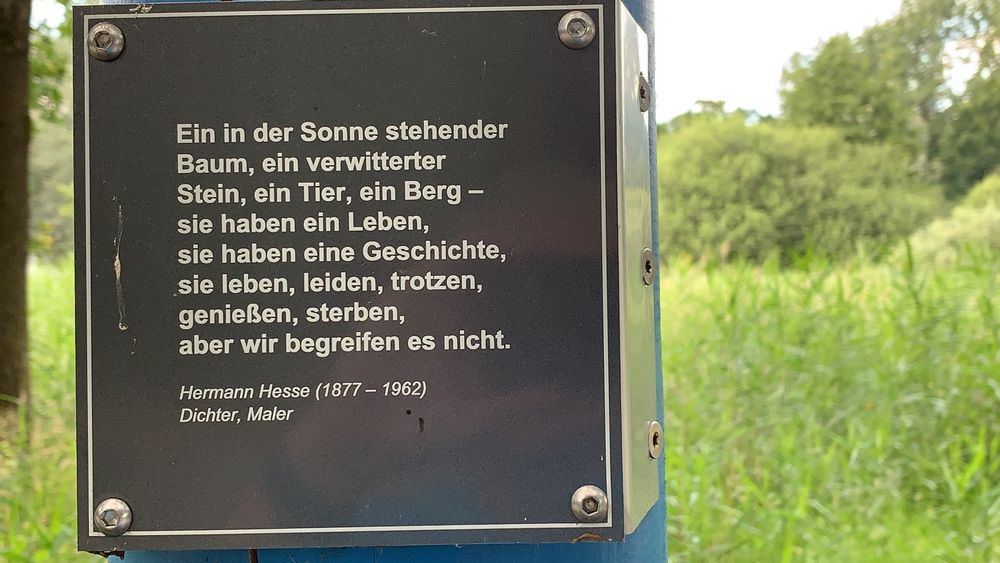 Ein in der Sonne stehender
Baum, ein verwitterter
Stein, ein Tier, ein Berg –
sie haben ein Leben,
sie haben eine Geschichte,
sie leben, leiden, trotzen,
genießen, sterben,
aber wir begreifen es nicht.
Hermann Hesse (1877 – 1962)
Dichter, Maler